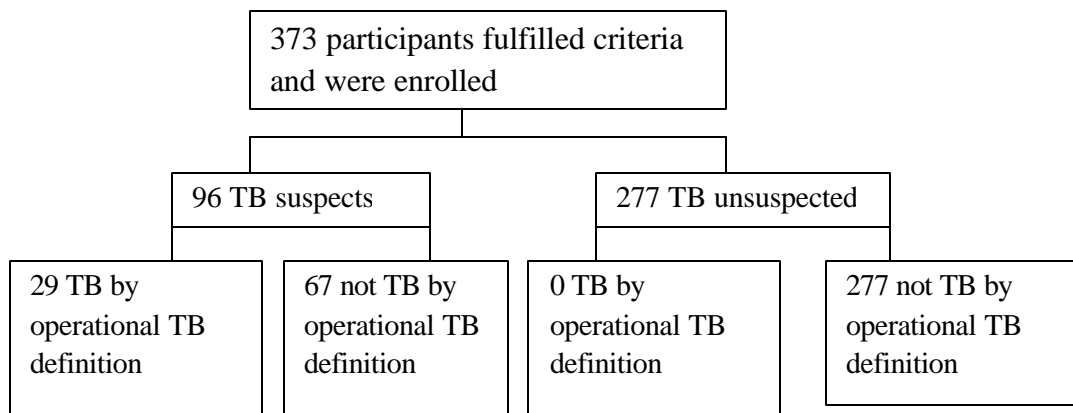 373 participants fulfilled criteria
and were enrolled
96 TB suspects
277 TB unsuspected
29 TB by
operational TB
definition
67 not TB by
operational TB
definition
0 TB by
operational TB
definition
277 not TB by
operational TB
definition